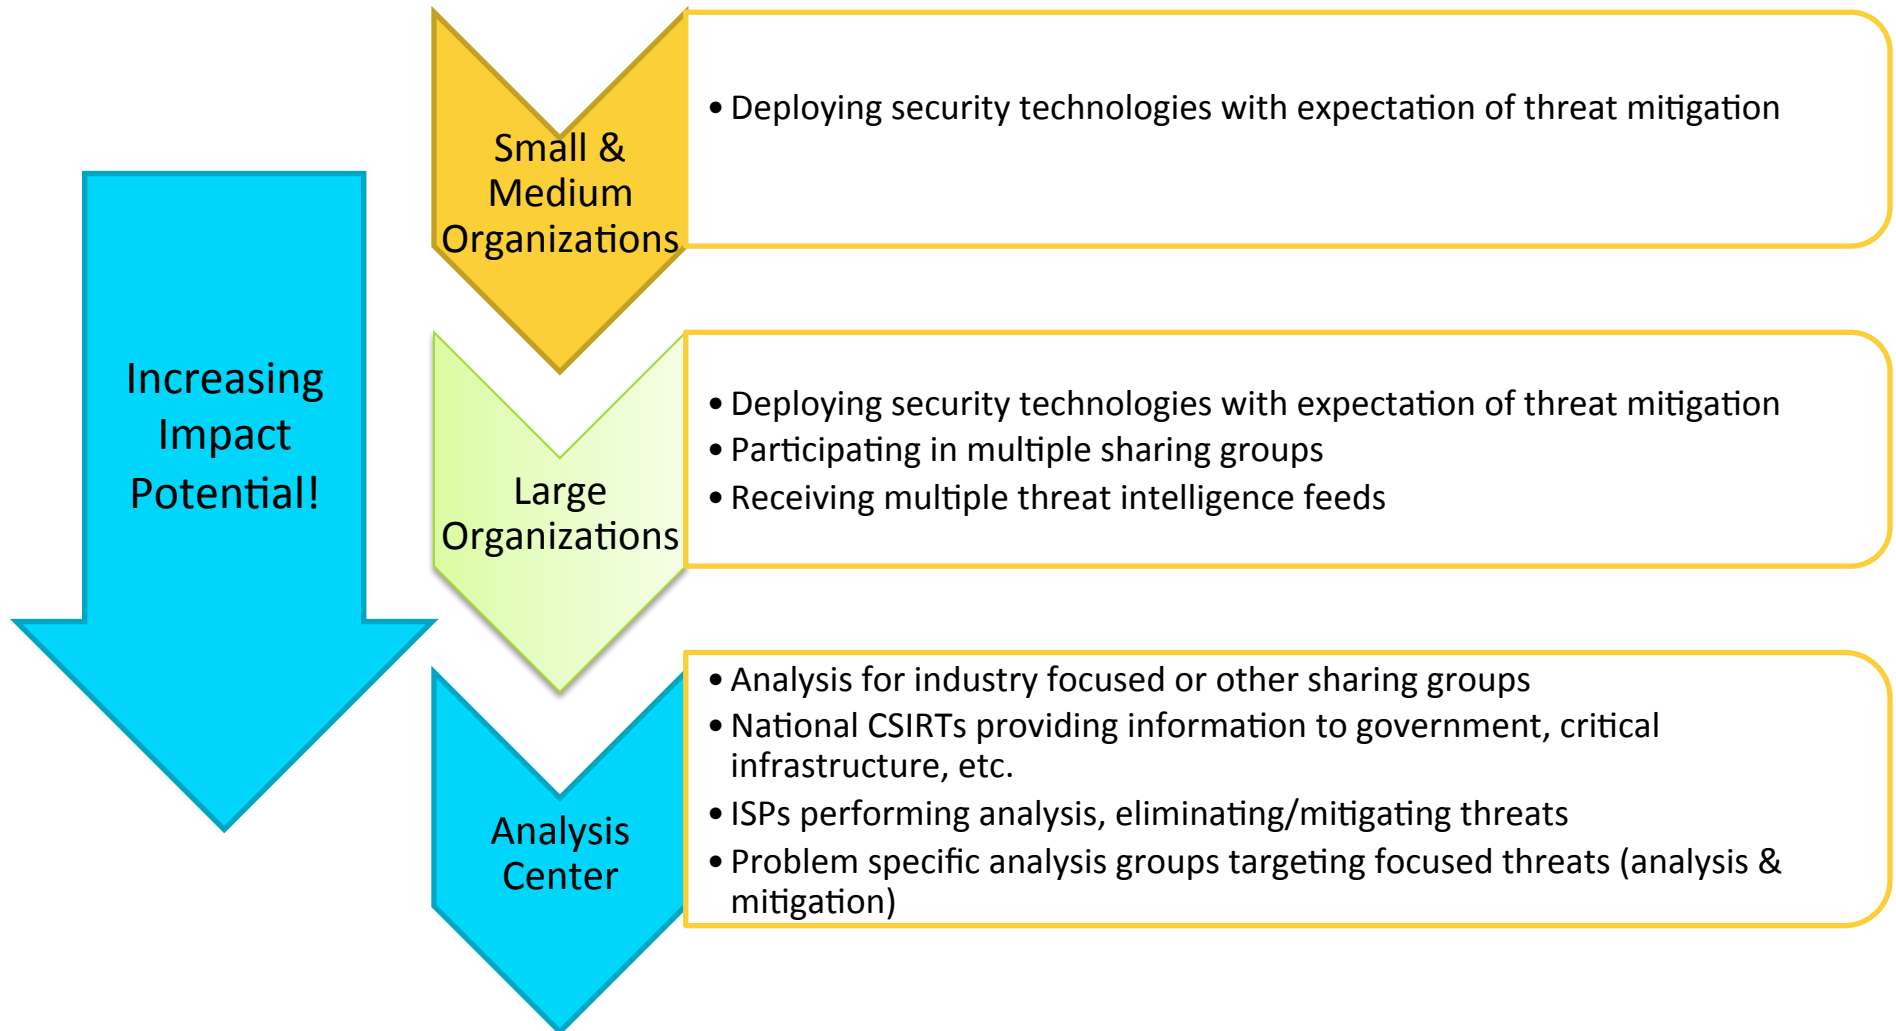 Increasing
Impact
Potential!
Small &
Medium
Organizations
• Deploying security technologies with expectation of threat mitigation
Large
Organizations
• Deploying security technologies with expectation of threat mitigation
• Participating in multiple sharing groups
• Receiving multiple threat intelligence feeds
Analysis
Center
• Analysis for industry focused or other sharing groups
• National CSIRTs providing information to government, critical
infrastructure, etc.
• ISPs performing analysis, eliminating/mitigating threats
• Problem specific analysis groups targeting focused threats (analysis &
mitigation)